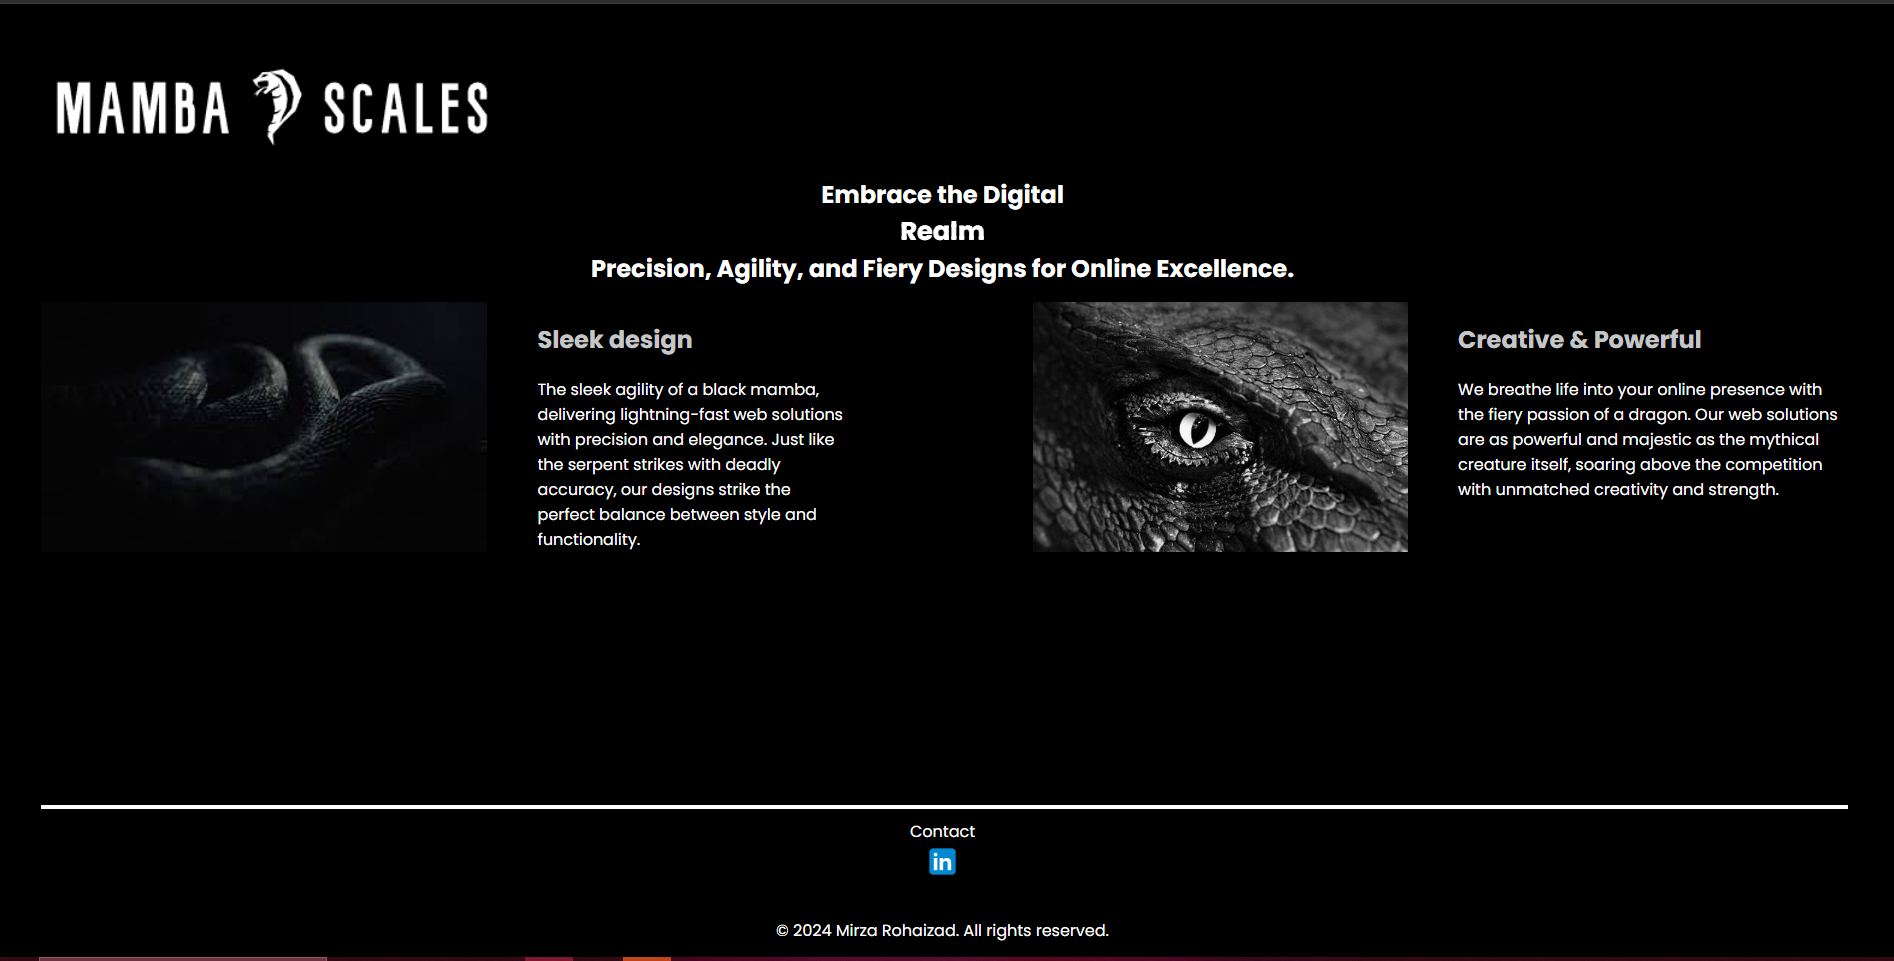 MAMBA SCALES
Embrace the Digital
Realm
Precision, Agility, and Fiery Designs for Online Excellence.
Sleek design
The sleek agility of a black mamba,
delivering lightning-fast web solutions
with precision and elegance. Just like
the serpent strikes with deadly
accuracy, our designs strike the
perfect balance between style and
functionality.
Creative & Powerful
We breathe life into your online presence with
the fiery passion of a dragon. Our web solutions
are as powerful and majestic as the mythical
creature itself, soaring above the competition
with unmatched creativity and strength.
Contact
in
© 2024 Mirza Rohaizad. All rights reserved.